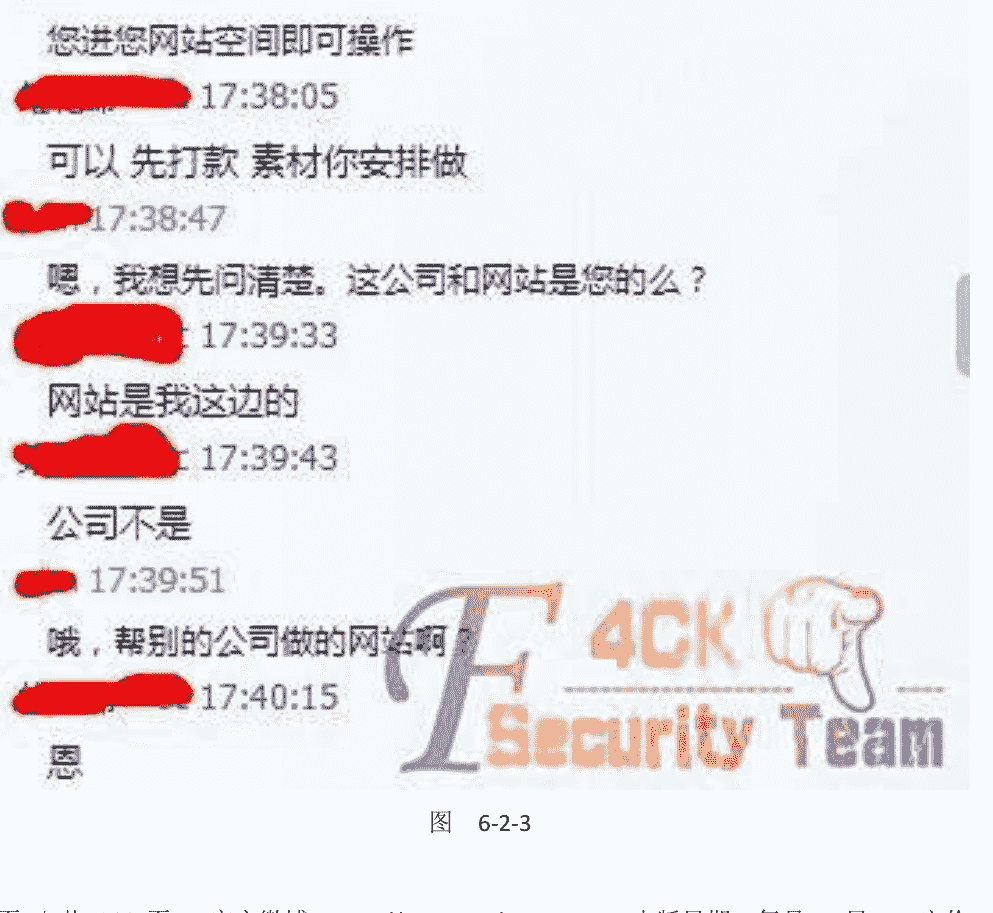 您进您网站空间即可操作
17:38:05
可以 先打款 素材你安排做
17:38:47
嗯，我想先问清楚。这公司和网站是您的么？
17:39:33
网站是我这边的
17:39:43
公司不是
17:39:51
哦，帮别的公司做的网站啊？
17:40:15
恩
F4CK
Security Team
图 6-2-3